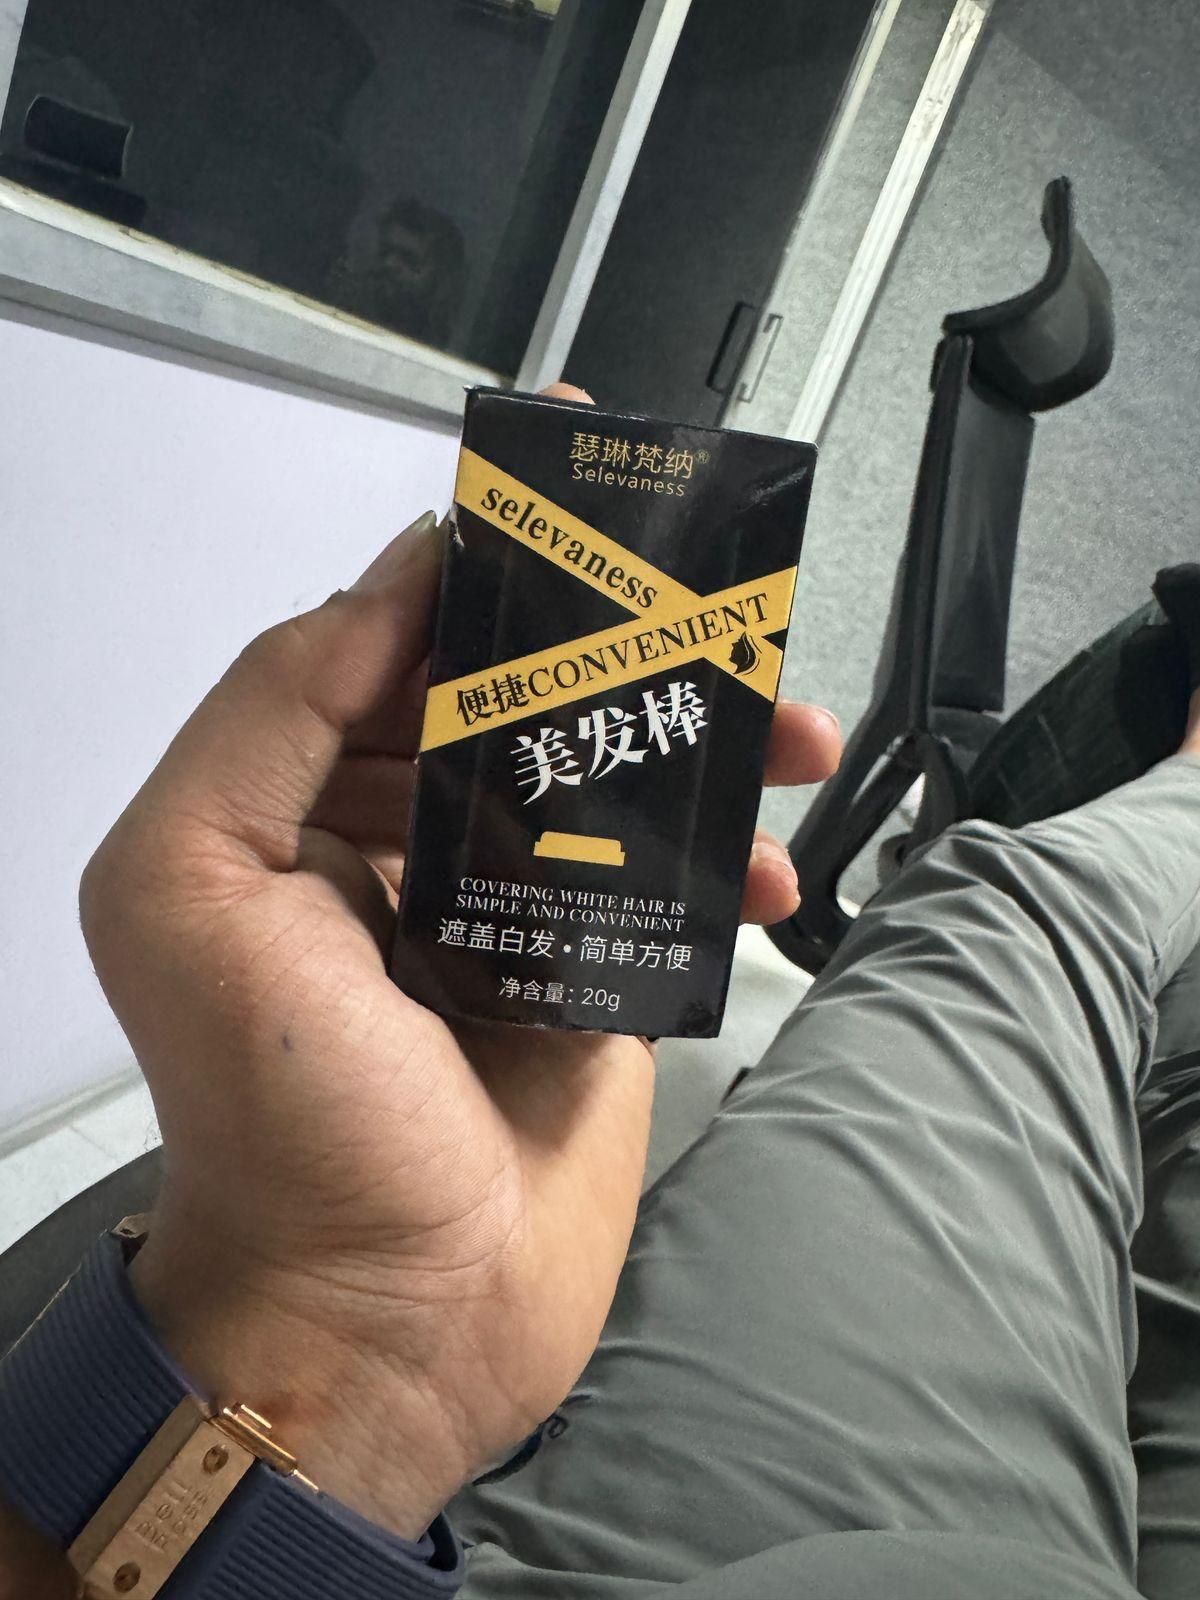 瑟琳梵纳®
Selevaness
selevaness
便捷CONVENIENT
美发棒
COVERING WHITE HAIR IS
SIMPLE AND CONVENIENT
遮盖白发•简单方便
净含量：20g
Bell